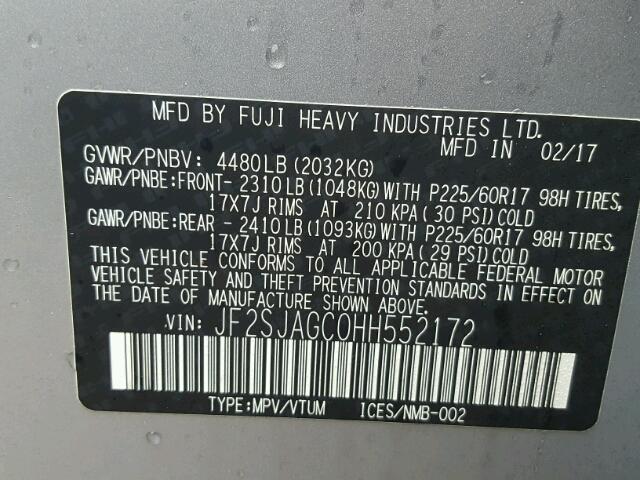 MFD BY FUJI HEAVY INDUSTRIES LTD.
MFD IN 02/17
GVWR/PNBV: 4480LB(2032KG)
GAWR/PNBE:FRONT- 2310LB(1048KG)WITH P225/60R17 98H TIRES,
17X7J RIMS AT 210 KPA(30 PSI)COLD
GAWR/PNBE:REAR - 2410LB(1093KG)WITH P225/60R17 98H TIRES,
17X7J RIMS AT 200 KPA(29 PSI)COLD
THIS VEHICLE CONFORMS TO ALL APPLICABLE FEDERAL MOTOR
VEHICLE SAFETY AND THEFT PREVENTION STANDARDS IN EFFECT ON
THE DATE OF MANUFACTURE SHOWN ABOVE.
VIN: JF2SJAGC0HH552172
TYPE:MPV/VTUM ICES/NMB-002